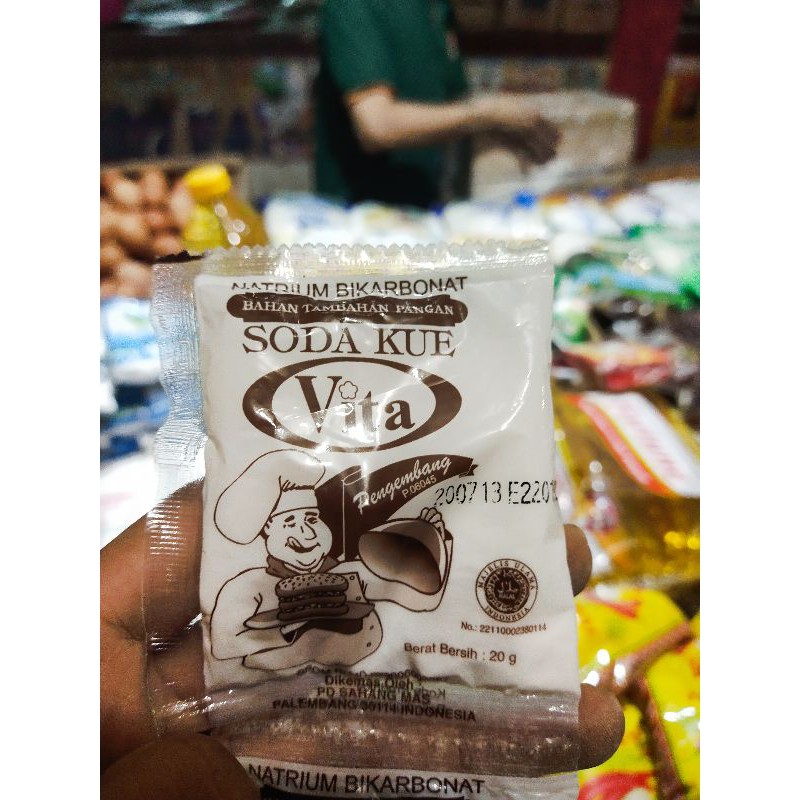 NATRIUM BIKARBONAT
BAHAN TAMBAHAN PANGAN
SODA KUE
Vita
Pengembang
P.06045
200713 E2201
MAJELIS ULAMA
HALAL
INDONESIA
No.: 22110002380114
Berat Bersih : 20 g
Dikemas Oleh
PD SAHANG MAS
PALEMBANG 30114 INDONESIA
NATRIUM BIKARBONAT